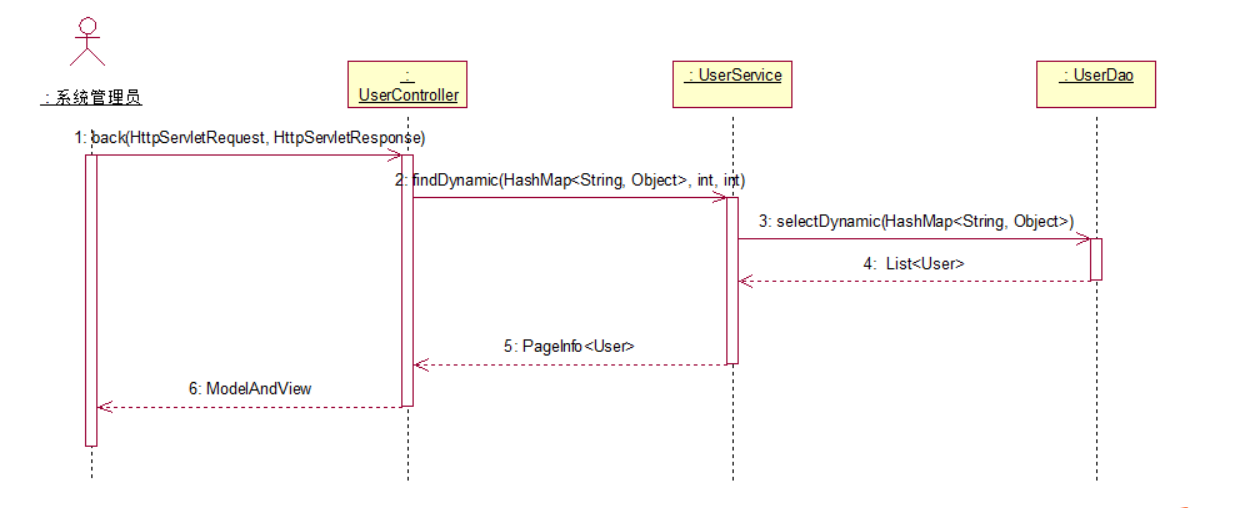 :
UserController
: UserService
: UserDao
: 系统管理员
1: back(HttpServletRequest, HttpServletResponse)
2: findDynamic(HashMap<String, Object>, int, int)
3: selectDynamic(HashMap<String, Object>)
4: List<User>
5: PageInfo<User>
6: ModelAndView